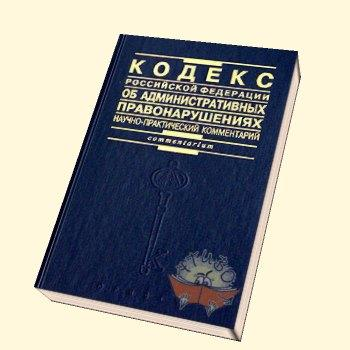 КОДЕКС
РОССИЙСКОЙ ФЕДЕРАЦИИ
ОБ АДМИНИСТРАТИВНЫХ
ПРАВОНАРУШЕНИЯХ
НАУЧНО-ПРАКТИЧЕСКИЙ КОММЕНТАРИЙ
commentarium